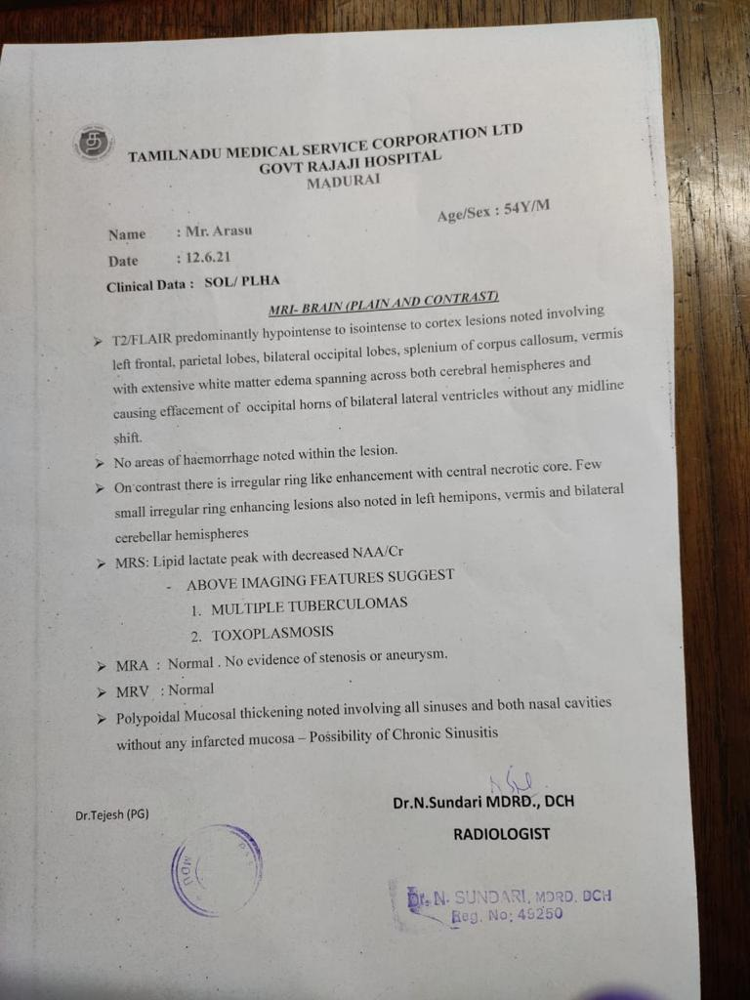 த
TAMILNADU MEDICAL SERVICE CORPORATION LTD
GOVT RAJAJI HOSPITAL
MADURAI
Age/Sex : 54Y/M
Name : Mr. Arasu
Date : 12.6.21
Clinical Data : SOL/ PLHA
MRI- BRAIN (PLAIN AND CONTRAST)
➤ T2/FLAIR predominantly hypointense to isointense to cortex lesions noted involving
left frontal, parietal lobes, bilateral occipital lobes, splenium of corpus callosum, vermis
with extensive white matter edema spanning across both cerebral hemispheres and
causing effacement of occipital horns of bilateral lateral ventricles without any midline
shift.
➤ No areas of haemorrhage noted within the lesion.
➤ On contrast there is irregular ring like enhancement with central necrotic core. Few
small irregular ring enhancing lesions also noted in left hemipons, vermis and bilateral
cerebellar hemispheres
➤ MRS: Lipid lactate peak with decreased NAA/Cr
- ABOVE IMAGING FEATURES SUGGEST
1. MULTIPLE TUBERCULOMAS
2. TOXOPLASMOSIS
➤ MRA : Normal . No evidence of stenosis or aneurysm.
➤ MRV : Normal
➤ Polypoidal Mucosal thickening noted involving all sinuses and both nasal cavities
without any infarcted mucosa – Possibility of Chronic Sinusitis
Dr.Tejesh (PG)
Dr.N.Sundari MDRD., DCH
RADIOLOGIST
MDU
Dr. N. SUNDARI, MDRD. DCH
Reg. No: 49250